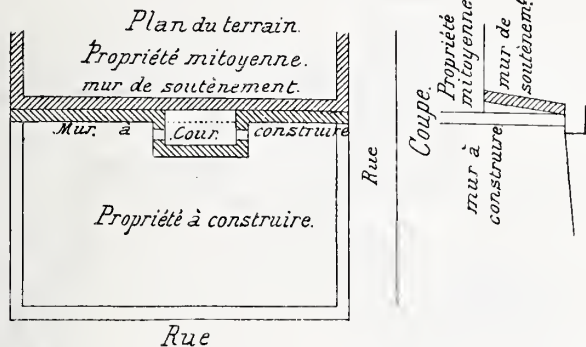 Plan du terrain.
Propriété mitoyenne.
mur de soutènement.
Mur. à Cour. construire
Propriété à construire.
Rue
Rue
Coupe.
Propriété
mitoyenne
mur de
soutènemt
mur à
construire